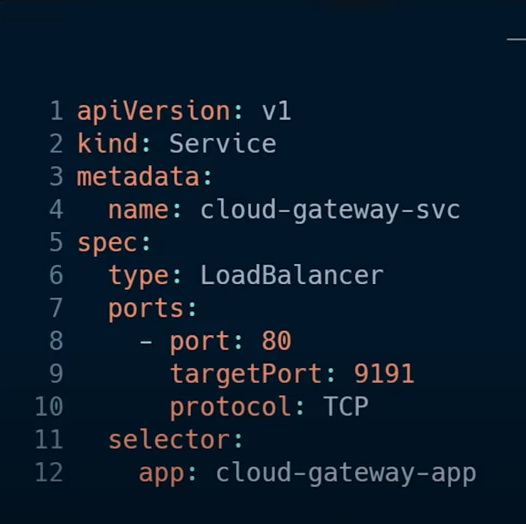 1 apiVersion: v1
2 kind: Service
3 metadata:
4   name: cloud-gateway-svc
5 spec:
6   type: LoadBalancer
7   ports:
8     - port: 80
9       targetPort: 9191
10       protocol: TCP
11   selector:
12     app: cloud-gateway-app